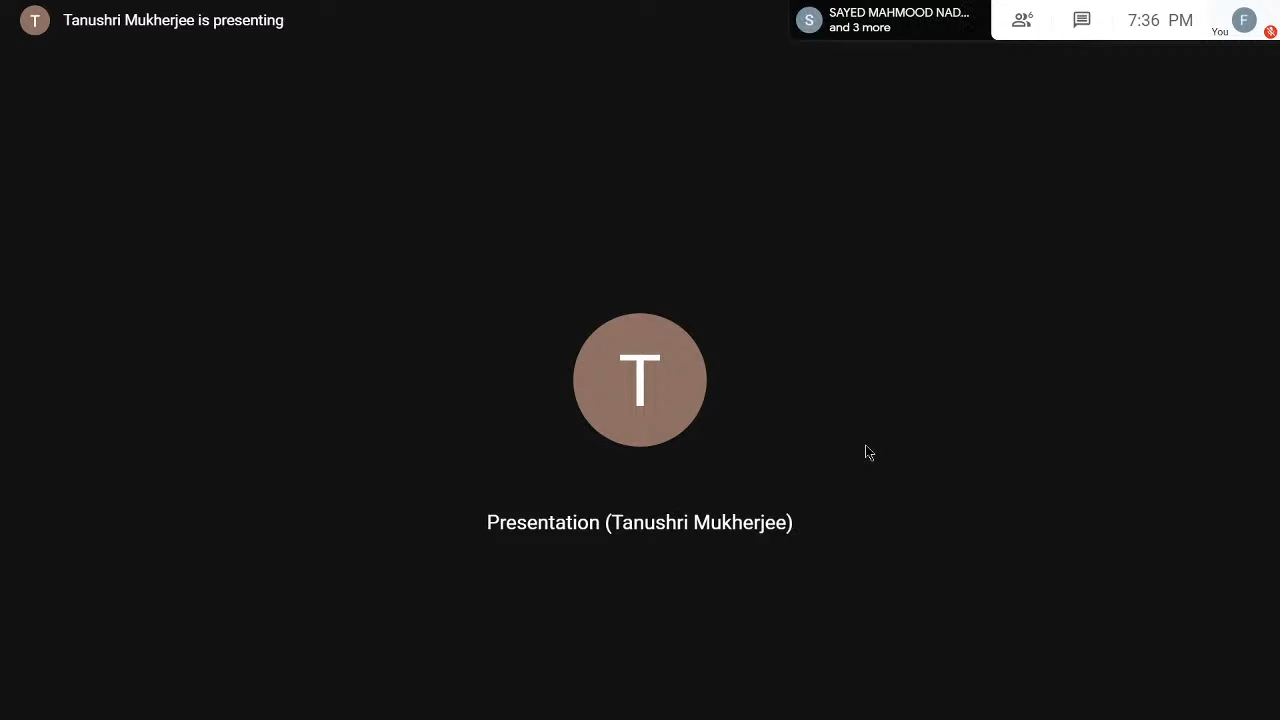 T
Tanushri Mukherjee is presenting
S
SAYED MAHMOOD NAD...
and 3 more
6
7:36 PM
You
F
T
Presentation (Tanushri Mukherjee)